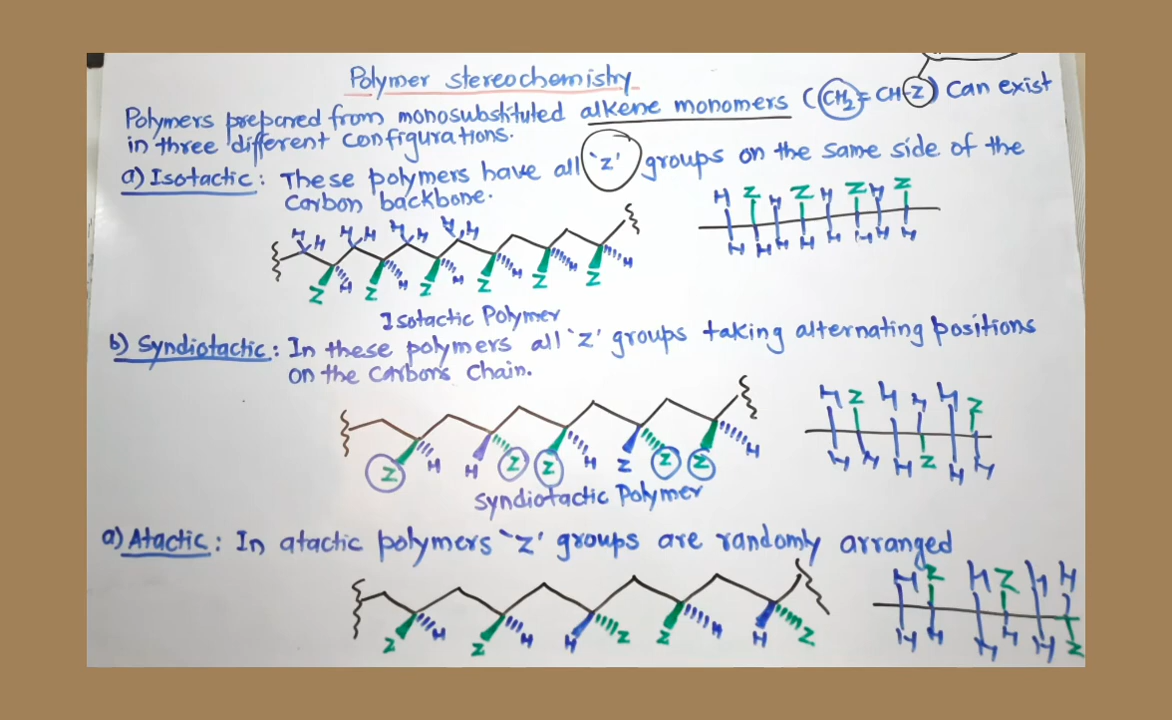 Polymer stereochemistry
Polymers prepared from monosubstituted alkene monomers (CH2=CH-Z) Can exist
in three different configurations.
a) Isotactic: These polymers have all 'z' groups on the same side of the
Carbon backbone.
H Z H Z H Z H Z
H H H H H H H H
H H H H H H H H
Z H Z H Z H Z H Z H Z H
Isotactic Polymer
b) Syndiotactic: In these polymers all 'z' groups taking alternating positions
on the Carbons Chain.
H Z H H H Z
H H H Z H H
Z H H Z Z H Z Z Z H
Syndiotactic Polymer
a) Atactic: In atactic polymers 'z' groups are randomly arranged
H Z H Z H H
H H H H H Z
Z H Z H H Z Z H H Z